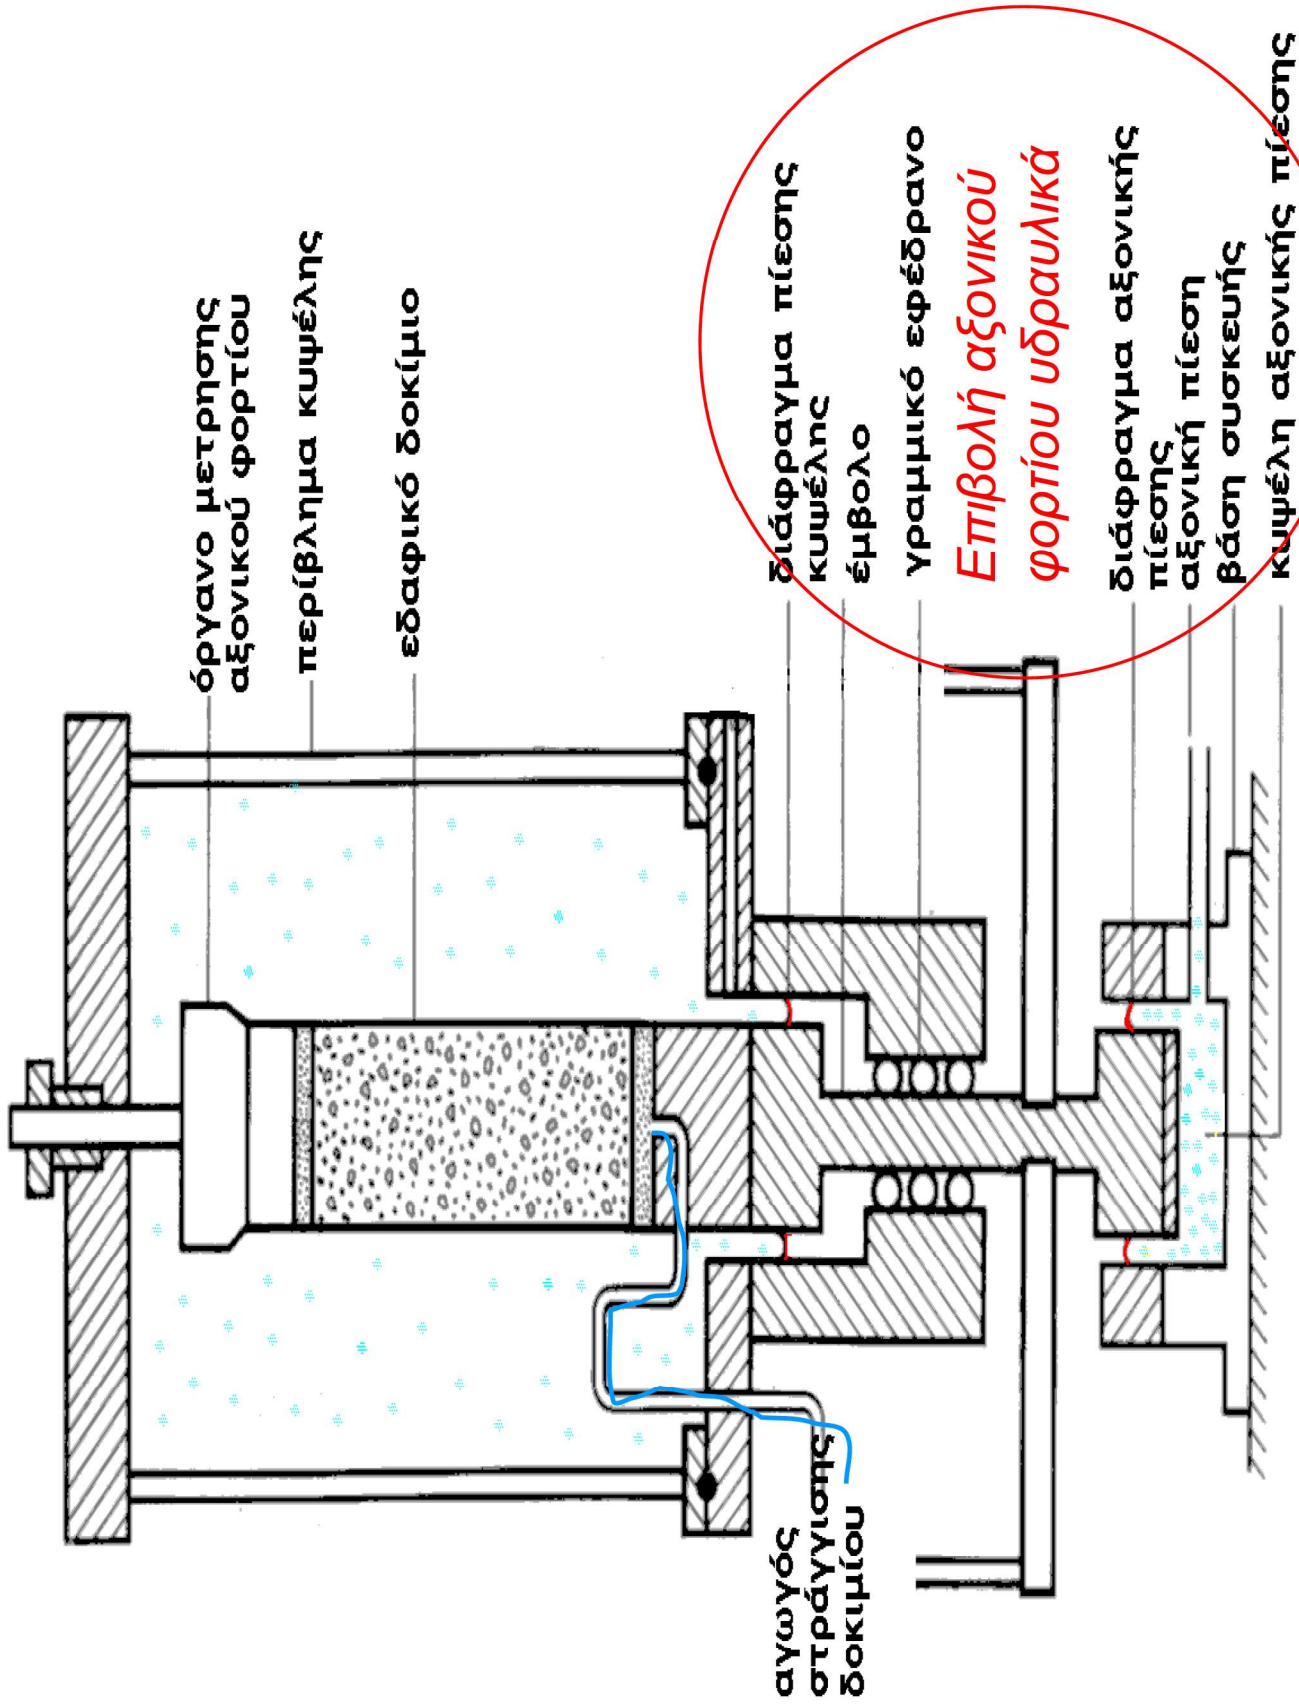 όργανο μετρησης
αξονικού φορτίου
περίβλημα κυψέλης
εδαφικό δοκίμιο
διάφραγμα πίεσης
κυψέλης
έμβολο
γραμμικό εφέδρανο
Επιβολή αξονικού
φορτίου υδραυλικά
διάφραγμα αξονικής
πίεσης
αξονική πίεση
βάση συσκευής
κυψέλη αξονικής πίεσης
αγωγός
στράγγισης
δοκιμίου